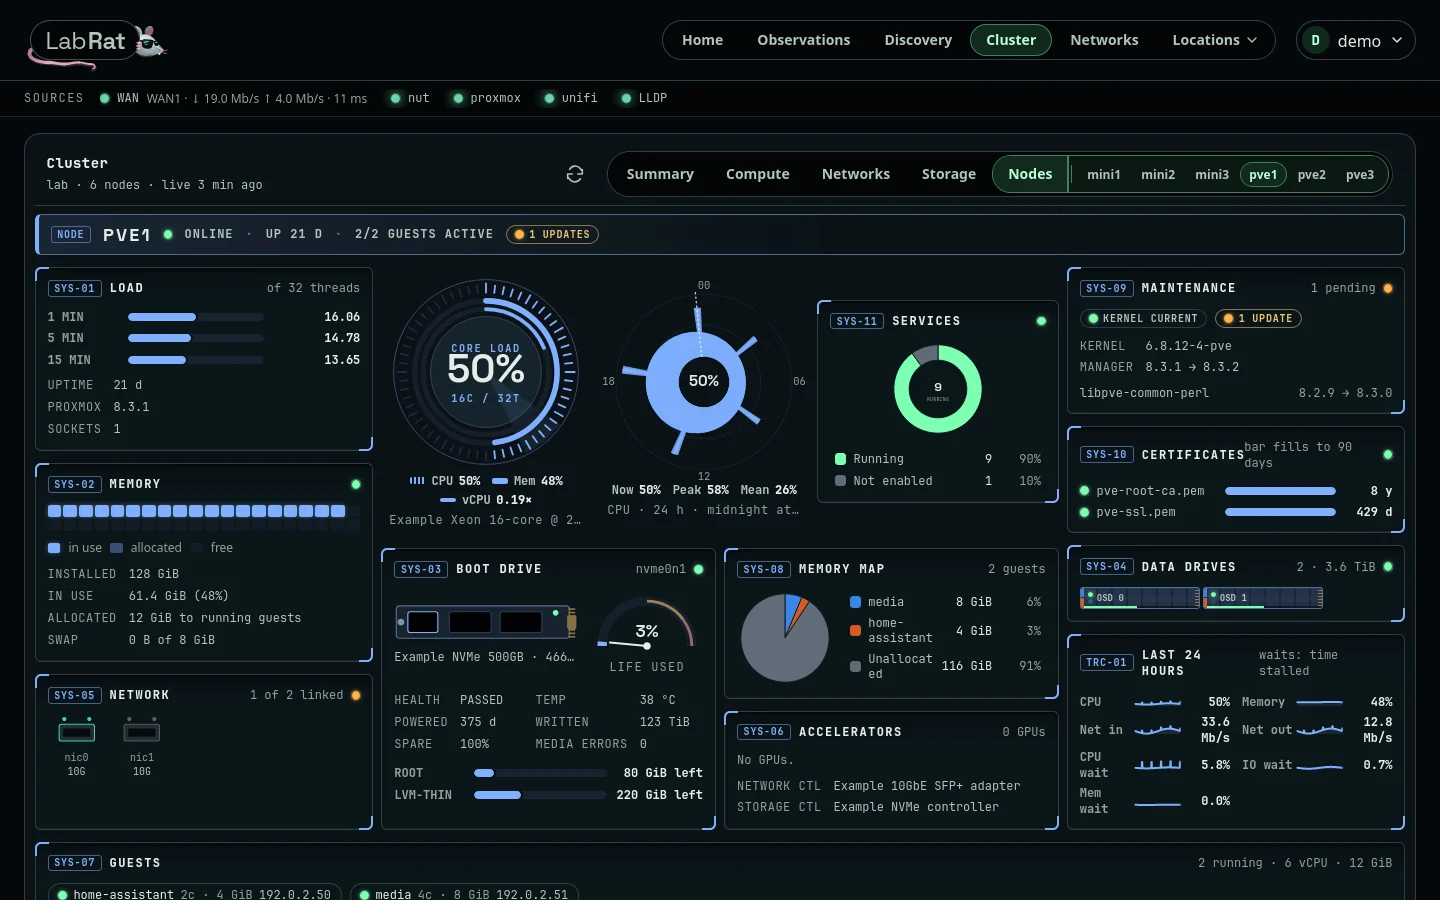 LabRat
Home Observations Discovery Cluster Networks Locations
D demo
SOURCES WAN WAN1 · ↓ 19.0 Mb/s ↑ 4.0 Mb/s · 11 ms nut proxmox unifi LLDP
Cluster
lab · 6 nodes · live 3 min ago
Summary Compute Networks Storage Nodes mini1 mini2 mini3 pve1 pve2 pve3
NODE PVE1 ONLINE · UP 21 D · 2/2 GUESTS ACTIVE 1 UPDATES
SYS-01 LOAD of 32 threads
1 MIN 16.06
5 MIN 14.78
15 MIN 13.65
UPTIME 21 d
PROXMOX 8.3.1
SOCKETS 1
SYS-02 MEMORY
in use allocated free
INSTALLED 128 GiB
IN USE 61.4 GiB (48%)
ALLOCATED 12 GiB to running guests
SWAP 0 B of 8 GiB
SYS-05 NETWORK 1 of 2 linked
nic0 nic1
10G 10G
CORE LOAD
50%
16C / 32T
CPU 50% Mem 48%
vCPU 0.19×
Example Xeon 16-core @ 2…
00
06
12
18
50%
Now 50% Peak 58% Mean 26%
CPU · 24 h · midnight at…
SYS-11 SERVICES
9
RUNNING
Running 9 90%
Not enabled 1 10%
SYS-03 BOOT DRIVE nvme0n1
3%
Example NVMe 500GB · 466…
LIFE USED
HEALTH PASSED TEMP 38 °C
POWERED 375 d WRITTEN 123 TiB
SPARE 100% MEDIA ERRORS 0
ROOT 80 GiB left
LVM-THIN 220 GiB left
SYS-08 MEMORY MAP 2 guests
media 8 GiB 6%
home-
assistant 4 GiB 3%
Unallocat
ed 116 GiB 91%
SYS-06 ACCELERATORS 0 GPUs
No GPUs.
NETWORK CTL Example 10GbE SFP+ adapter
STORAGE CTL Example NVMe controller
SYS-09 MAINTENANCE 1 pending
KERNEL CURRENT 1 UPDATE
KERNEL 6.8.12-4-pve
MANAGER 8.3.1 → 8.3.2
libpve-common-perl 8.2.9 → 8.3.0
SYS-10 CERTIFICATES bar fills to 90
days
pve-root-ca.pem 8 y
pve-ssl.pem 429 d
SYS-04 DATA DRIVES 2 · 3.6 TiB
OSD 0 OSD 1
TRC-01 LAST 24
HOURS
waits: time
stalled
CPU 50% Memory 48%
Net in 33.6
Mb/s Net out 12.8
Mb/s
CPU
wait 5.8% IO wait 0.7%
Mem
wait 0.0%
SYS-07 GUESTS 2 running · 6 vCPU · 12 GiB
home-assistant 2c · 4 GiB 192.0.2.50 media 4c · 8 GiB 192.0.2.51